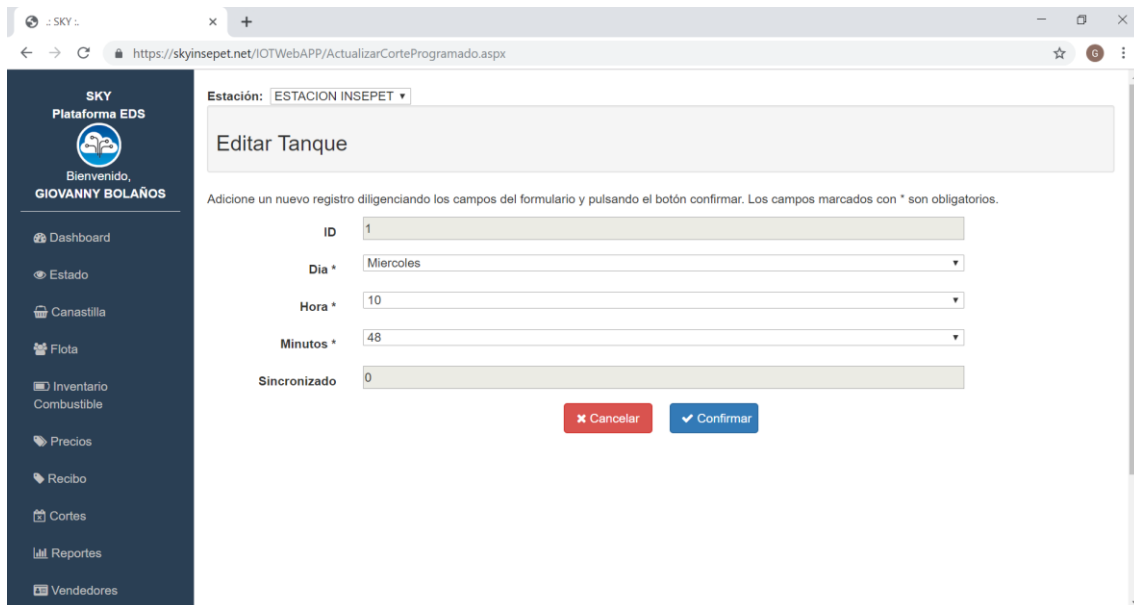 .: SKY :.
https://skyinsepet.net/IOTWebAPP/ActualizarCorteProgramado.aspx
G
SKY
Plataforma EDS
Bienvenido,
GIOVANNY BOLAÑOS
Dashboard
Estado
Canastilla
Flota
Inventario
Combustible
Precios
Recibo
Cortes
Reportes
Vendedores
Estación: ESTACION INSEPET
Editar Tanque
Adicione un nuevo registro diligenciando los campos del formulario y pulsando el botón confirmar. Los campos marcados con * son obligatorios.
ID 1
Dia * Miercoles
Hora * 10
Minutos * 48
Sincronizado 0
Cancelar Confirmar